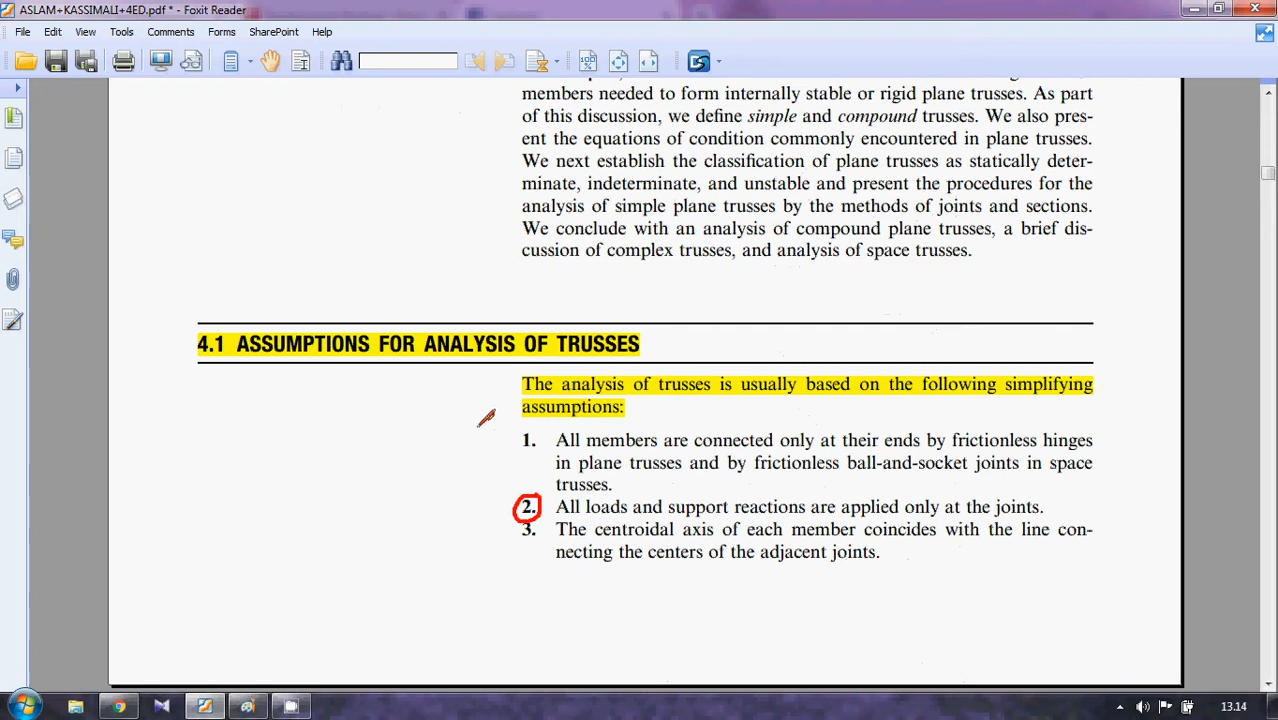 ASLAM+KASSIMALI+4ED.pdf * - Foxit Reader
File Edit View Tools Comments Forms SharePoint Help
members needed to form internally stable or rigid plane trusses. As part
of this discussion, we define simple and compound trusses. We also pres-
ent the equations of condition commonly encountered in plane trusses.
We next establish the classification of plane trusses as statically deter-
minate, indeterminate, and unstable and present the procedures for the
analysis of simple plane trusses by the methods of joints and sections.
We conclude with an analysis of compound plane trusses, a brief dis-
cussion of complex trusses, and analysis of space trusses.
4.1 ASSUMPTIONS FOR ANALYSIS OF TRUSSES
The analysis of trusses is usually based on the following simplifying
assumptions:
1. All members are connected only at their ends by frictionless hinges
in plane trusses and by frictionless ball-and-socket joints in space
trusses.
2. All loads and support reactions are applied only at the joints.
3. The centroidal axis of each member coincides with the line con-
necting the centers of the adjacent joints.
13.14